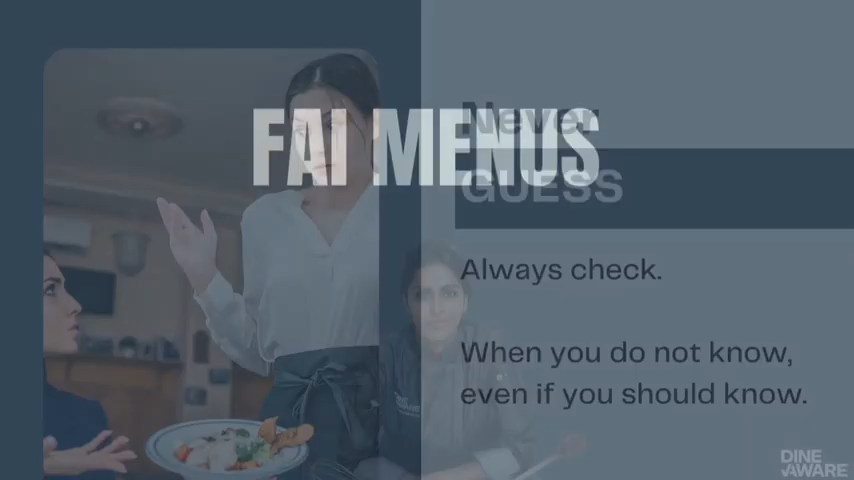 FAI MENUS
Never
GUESS
Always check.
When you do not know,
even if you should know.
DINE
AWARE